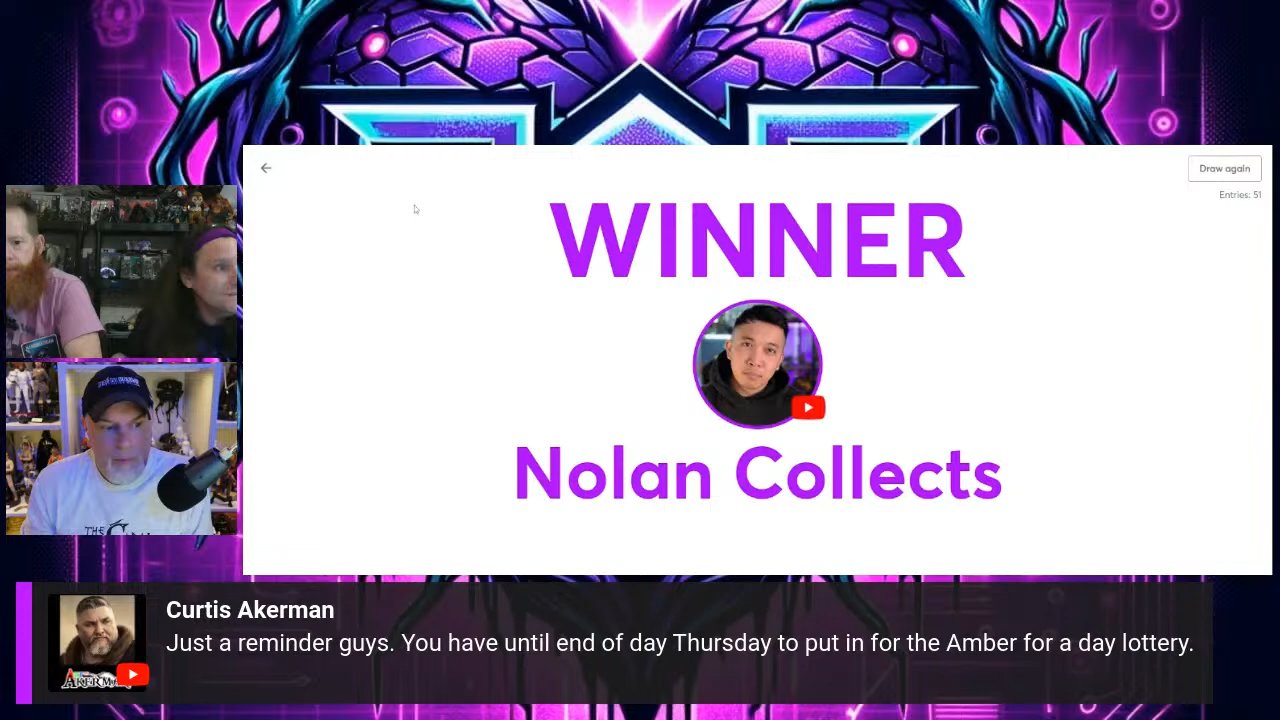 Draw again
Entries: 51
WINNER
Nolan Collects
THE
Curtis Akerman
Just a reminder guys. You have until end of day Thursday to put in for the Amber for a day lottery.